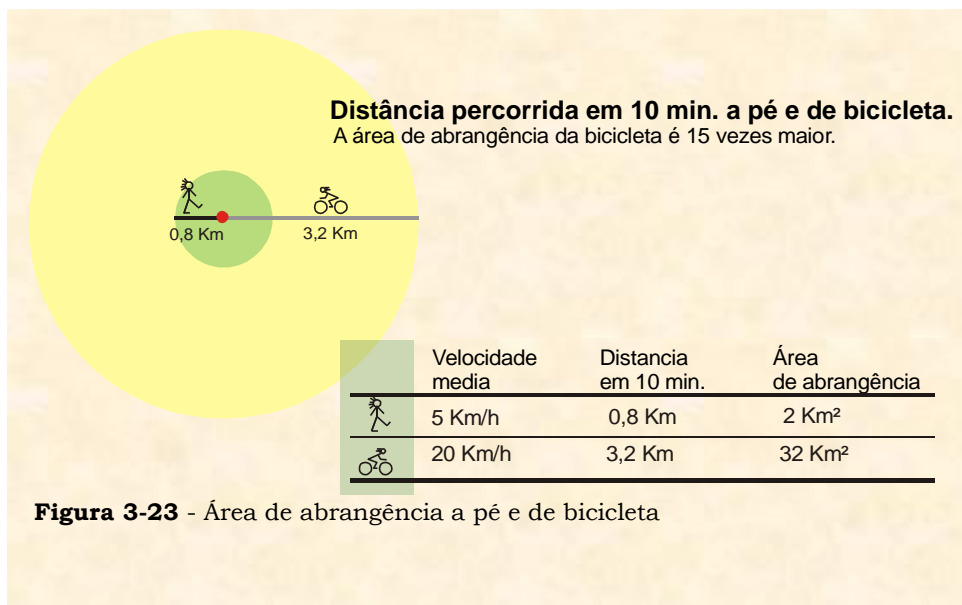 Distância percorrida em 10 min. a pé e de bicicleta.
A área de abrangência da bicicleta é 15 vezes maior.
0,8 Km
3,2 Km
Velocidade media
Distancia em 10 min.
Área de abrangência
5 Km/h 0,8 Km 2 Km²
20 Km/h 3,2 Km 32 Km²
Figura 3-23 - Área de abrangência a pé e de bicicleta